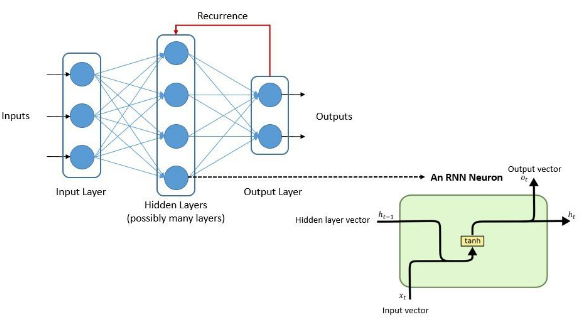 Recurrence
Inputs
Outputs
Input Layer
Hidden Layers
(possibly many layers)
Output Layer
An RNN Neuron
Output vector
o_t
Hidden layer vector
h_{t-1}
h_t
tanh
x_t
Input vector